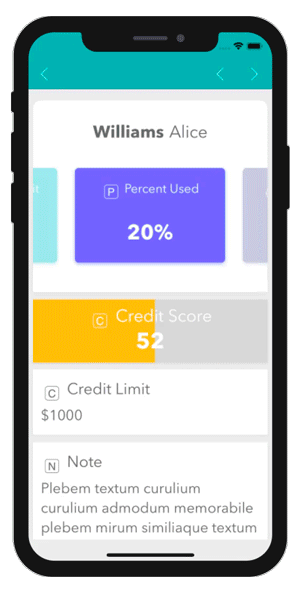 Williams Alice
t
P Percent Used
20%
C Credit Score
52
C Credit Limit
$1000
N Note
Plebem textum curulium
curulium admodum memorabile
plebem mirum similiaque textum